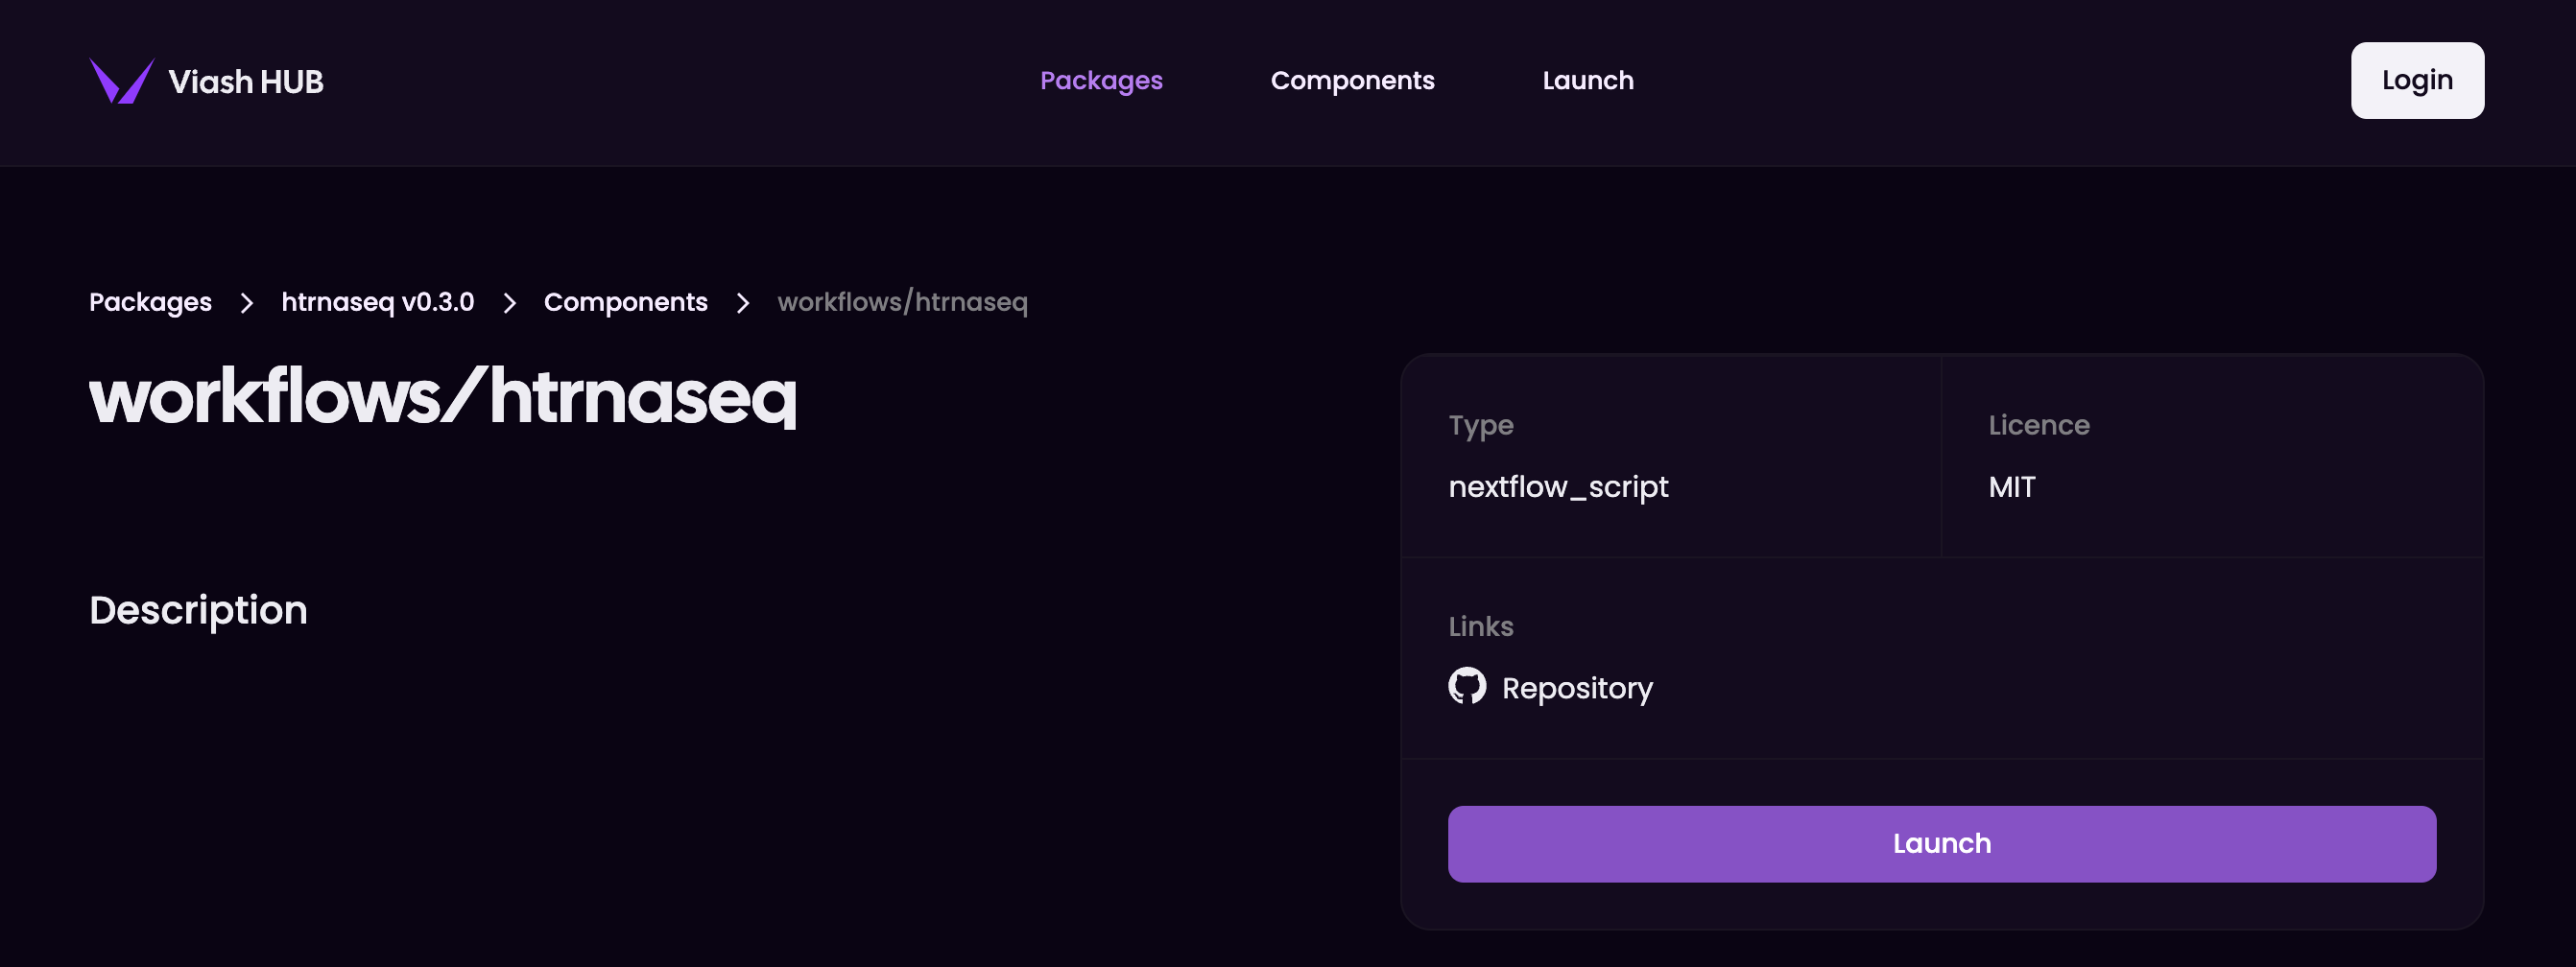 Viash HUB
Packages
Components
Launch
Login
Packages > htrnaseq v0.3.0 > Components > workflows/htrnaseq
workflows/htrnaseq
Description
Type
nextflow_script
Licence
MIT
Links
Repository
Launch